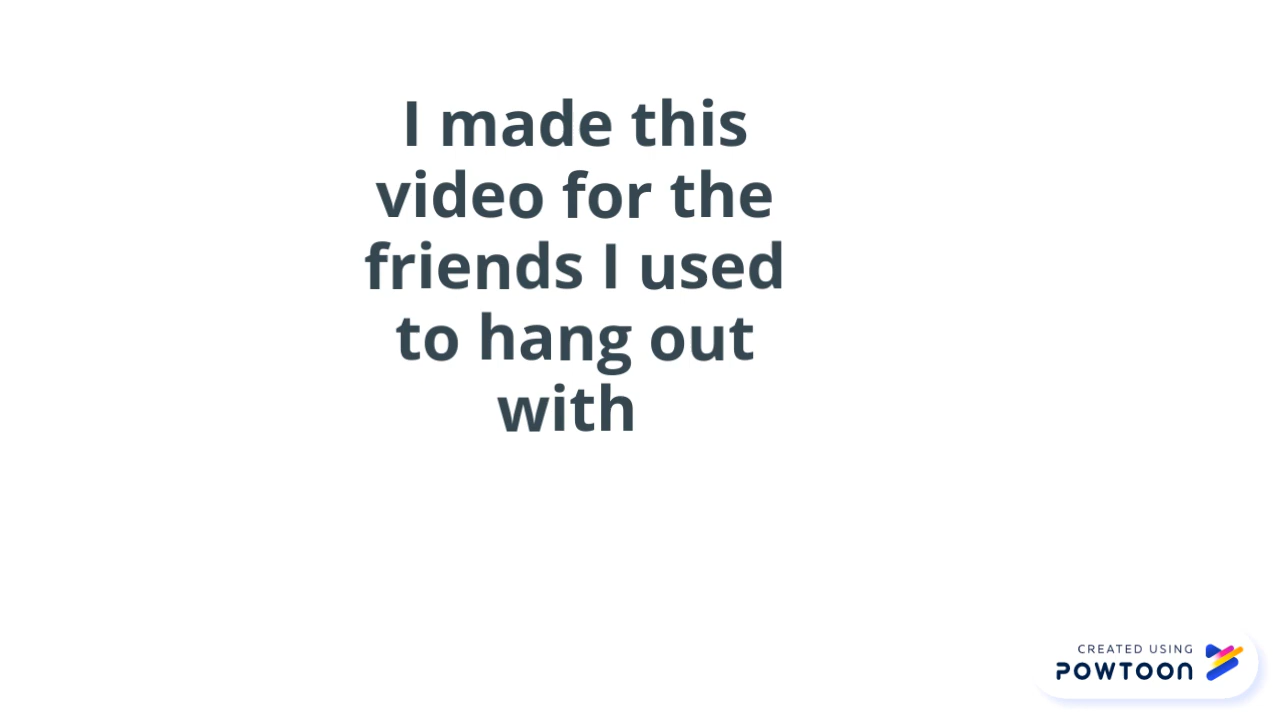 I made this
video for the
friends I used
to hang out
with
CREATED USING
POWTOON